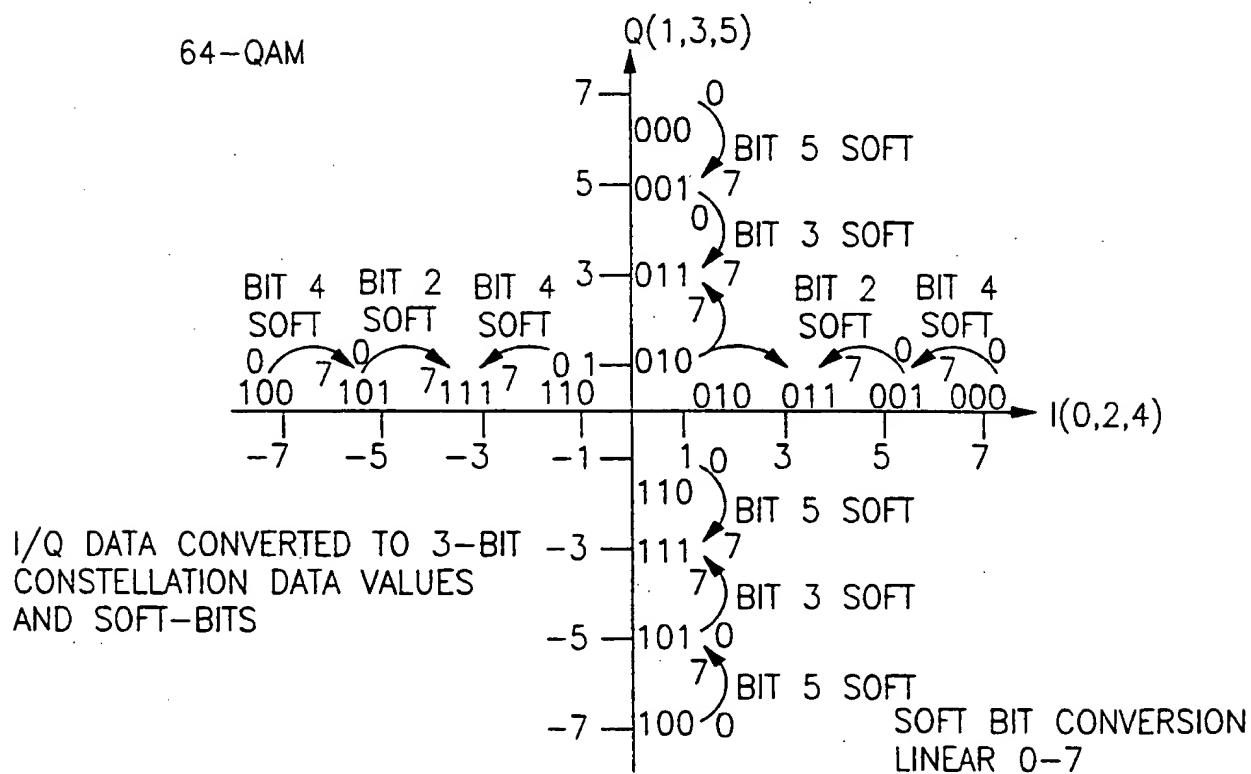 64-QAM
Q(1,3,5)
7
0
000
BIT 5 SOFT
5
001
7
0
BIT 3 SOFT
3
011
7
7
BIT 4 SOFT
BIT 2 SOFT
BIT 4 SOFT
BIT 2 SOFT
BIT 4 SOFT
1
010
0
7
0
7
7
0
7
0
7
0
100
101
111
110
010
011
001
000
I(0,2,4)
-7
-5
-3
-1
1
3
5
7
0
110
BIT 5 SOFT
-3
111
7
7
BIT 3 SOFT
-5
101
0
7
BIT 5 SOFT
-7
100
0
I/Q DATA CONVERTED TO 3-BIT
CONSTELLATION DATA VALUES
AND SOFT-BITS
SOFT BIT CONVERSION
LINEAR 0-7